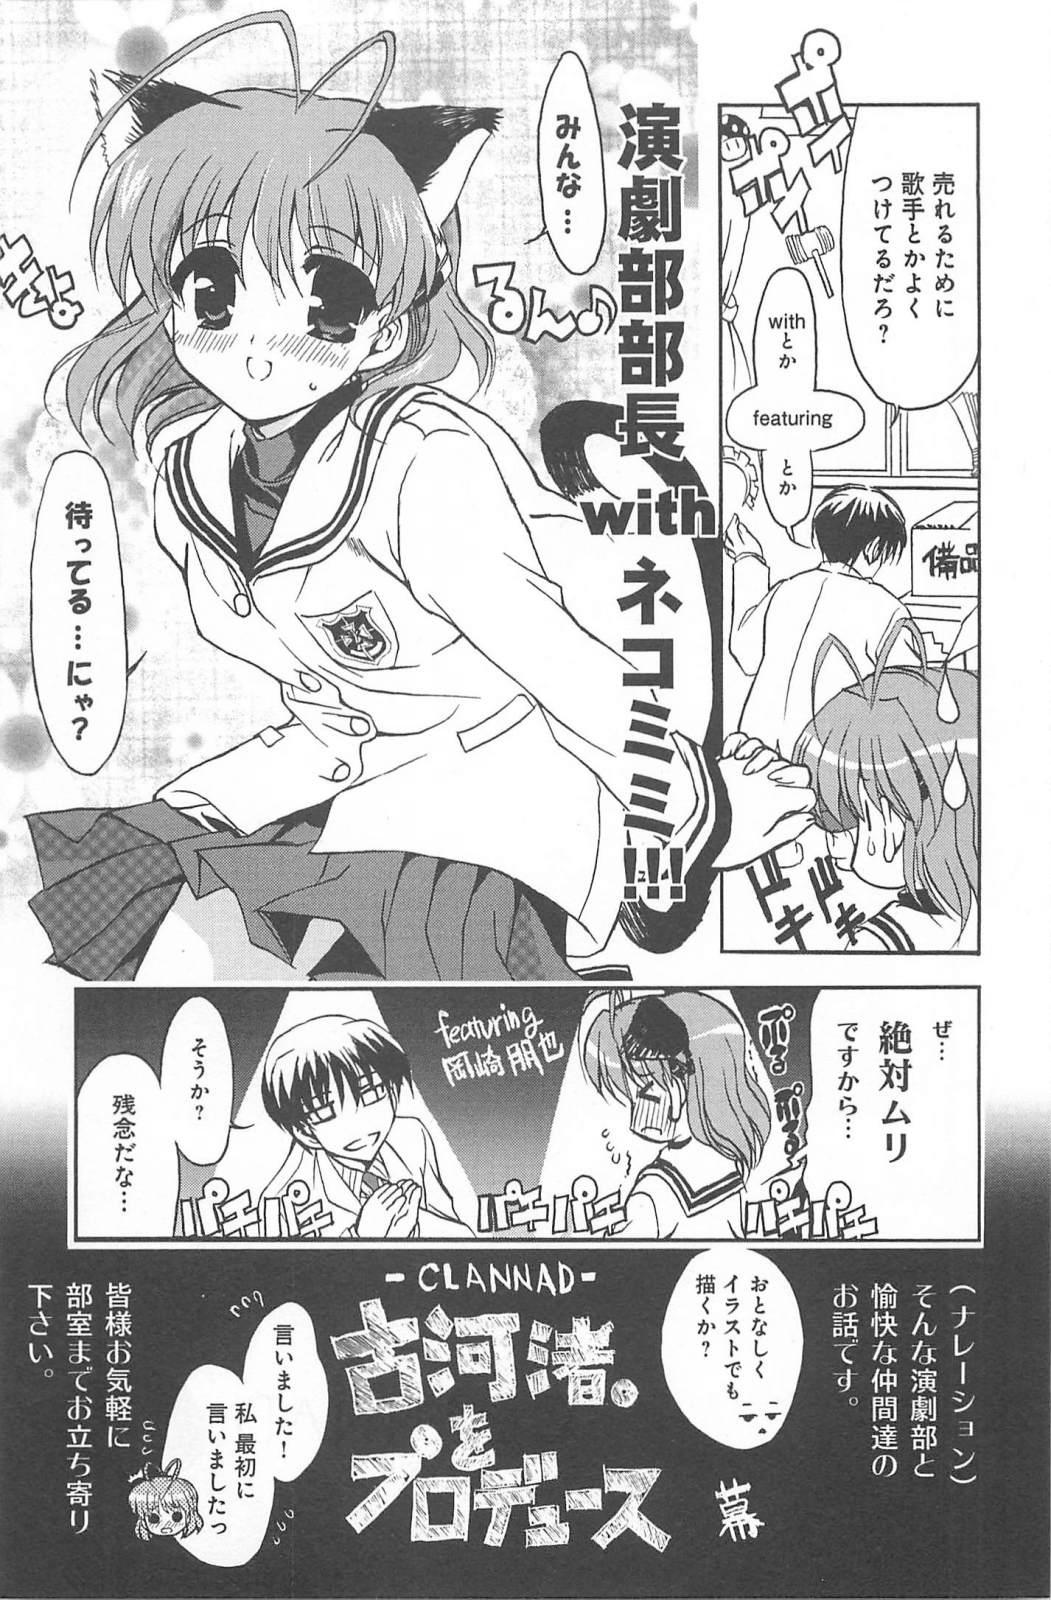 売れるために
歌手とかよく
つけてるだろ?
ポイ
ポイ
withとか
featuring
とか
備品
ドキ
ドキ
演劇部部長
with
ネコミミ!!!
みんな…
るん♪
待ってる…にゃ?
ぜ…
絶対ムリ
ですから…
ぷる
ぷる
featuring
岡崎朋也
そうか?
残念だな…
パチパチ
パチパチ
パチパチ
(ナレーション)
そんな演劇部と
愉快な仲間達の
お話です。
おとなしく
イラストでも
描くか?
- CLANNAD -
古河渚。
を
プロデュース
幕
言いました!
私 最初に
言いましたっ
皆様お気軽に
部室までお立ち寄り
下さい。